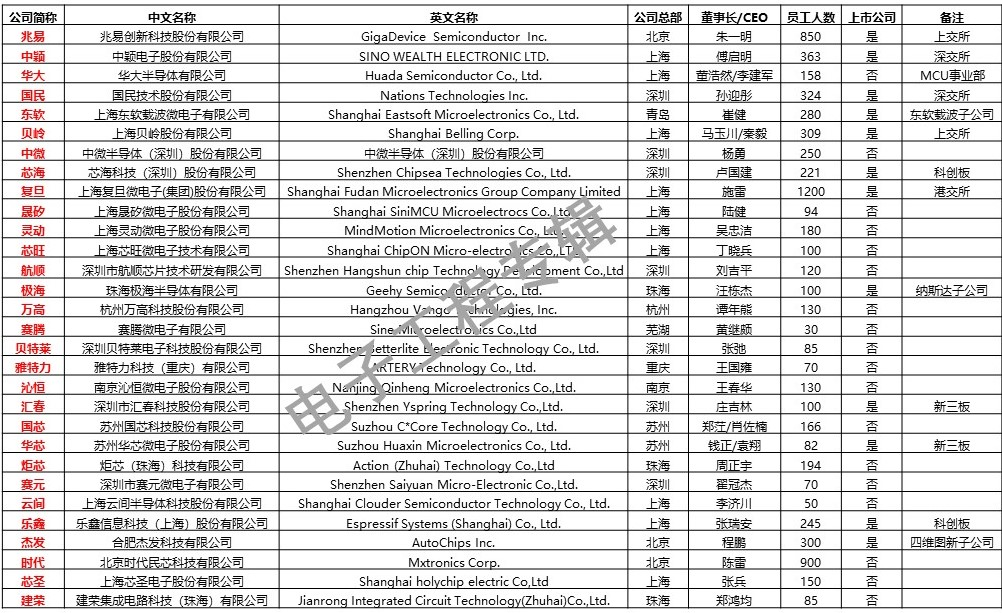 公司简称 中文名称 英文名称 公司总部 董事长/CEO 员工人数 上市公司 备注
兆易 兆易创新科技股份有限公司 GigaDevice Semiconductor Inc. 北京 朱一明 850 是 上交所
中颖 中颖电子股份有限公司 SINO WEALTH ELECTRONIC LTD. 上海 傅启明 363 是 深交所
华大 华大半导体有限公司 Huada Semiconductor Co., Ltd. 上海 董浩然/李建军 158 否 MCU事业部
国民 国民技术股份有限公司 Nations Technologies Inc. 深圳 孙迎彤 324 是 深交所
东软 上海东软载波微电子有限公司 Shanghai Eastsoft Microelectronics Co., Ltd. 青岛 崔健 280 是 东软载波子公司
贝岭 上海贝岭股份有限公司 Shanghai Belling Corp. 上海 马玉川/秦毅 309 是 上交所
中微 中微半导体（深圳）股份有限公司 中微半导体（深圳）股份有限公司 深圳 杨勇 250 否
芯海 芯海科技（深圳）股份有限公司 Shenzhen Chipsea Technologies Co., Ltd. 深圳 卢国建 221 是 科创板
复旦 上海复旦微电子(集团)股份有限公司 Shanghai Fudan Microelectronics Group Company Limited 上海 施雷 1200 是 港交所
晟矽 上海晟矽微电子股份有限公司 Shanghai SiniMCU Microelectrocs Co.,Ltd. 上海 陆健 94 否
灵动 上海灵动微电子股份有限公司 MindMotion Microelectronics Co., Ltd. 上海 吴忠洁 180 否
芯旺 上海芯旺微电子技术有限公司 Shanghai ChipON Micro-electronics Co.,LTD. 上海 丁晓兵 100 否
航顺 深圳市航顺芯片技术研发有限公司 Shenzhen Hangshun chip Technology Development Co.,Ltd 深圳 刘吉平 120 否
极海 珠海极海半导体有限公司 Geehy Semiconductor Co., Ltd. 珠海 汪栋杰 100 是 纳斯达子公司
万高 杭州万高科技股份有限公司 Hangzhou Vango Technologies, Inc. 杭州 谭年熊 130 否
赛腾 赛腾微电子有限公司 Sine Microelectronics Co.,Ltd 芜湖 黄继颇 30 否
贝特莱 深圳贝特莱电子科技股份有限公司 Shenzhen Betterlite Electronic Technology Co., Ltd. 深圳 张弛 85 否
雅特力 雅特力科技（重庆）有限公司 ARTERY Technology Co., Ltd. 重庆 王国雍 70 否
沁恒 南京沁恒微电子股份有限公司 Nanjing Qinheng Microelectronics Co.,Ltd. 南京 王春华 130 否
汇春 深圳市汇春科技股份有限公司 Shenzhen Yspring Technology Co.,Ltd. 深圳 庄吉林 100 是 新三板
国芯 苏州国芯科技股份有限公司 Suzhou C*Core Technology Co., Ltd. 苏州 郑茳/肖佐楠 166 否
华芯 苏州华芯微电子股份有限公司 Suzhou Huaxin Microelectronics Co., Ltd. 苏州 钱正/袁翔 82 是 新三板
炬芯 炬芯（珠海）科技有限公司 Action (Zhuhai) Technology Co.,Ltd 珠海 周正宇 194 否
赛元 深圳市赛元微电子有限公司 Shenzhen Saiyuan Micro-Electronic Co.,Ltd. 深圳 翟冠杰 70 否
云间 上海云间半导体科技股份有限公司 Shanghai Clouder Semiconductor Technology Co., Ltd. 上海 李济川 50 否
乐鑫 乐鑫信息科技（上海）股份有限公司 Espressif Systems (Shanghai) Co., Ltd. 上海 张瑞安 245 是 科创板
杰发 合肥杰发科技有限公司 AutoChips Inc. 北京 程鹏 300 是 四维图新子公司
时代 北京时代民芯科技有限公司 Mxtronics Corp. 北京 陈雷 900 否
芯圣 上海芯圣电子股份有限公司 Shanghai holychip electric Co,Ltd 上海 张兵 150 否
建荣 建荣集成电路科技（珠海）有限公司 Jianrong Integrated Circuit Technology(Zhuhai)Co.,Ltd. 珠海 郑鸿均 85 否
电子工程专辑